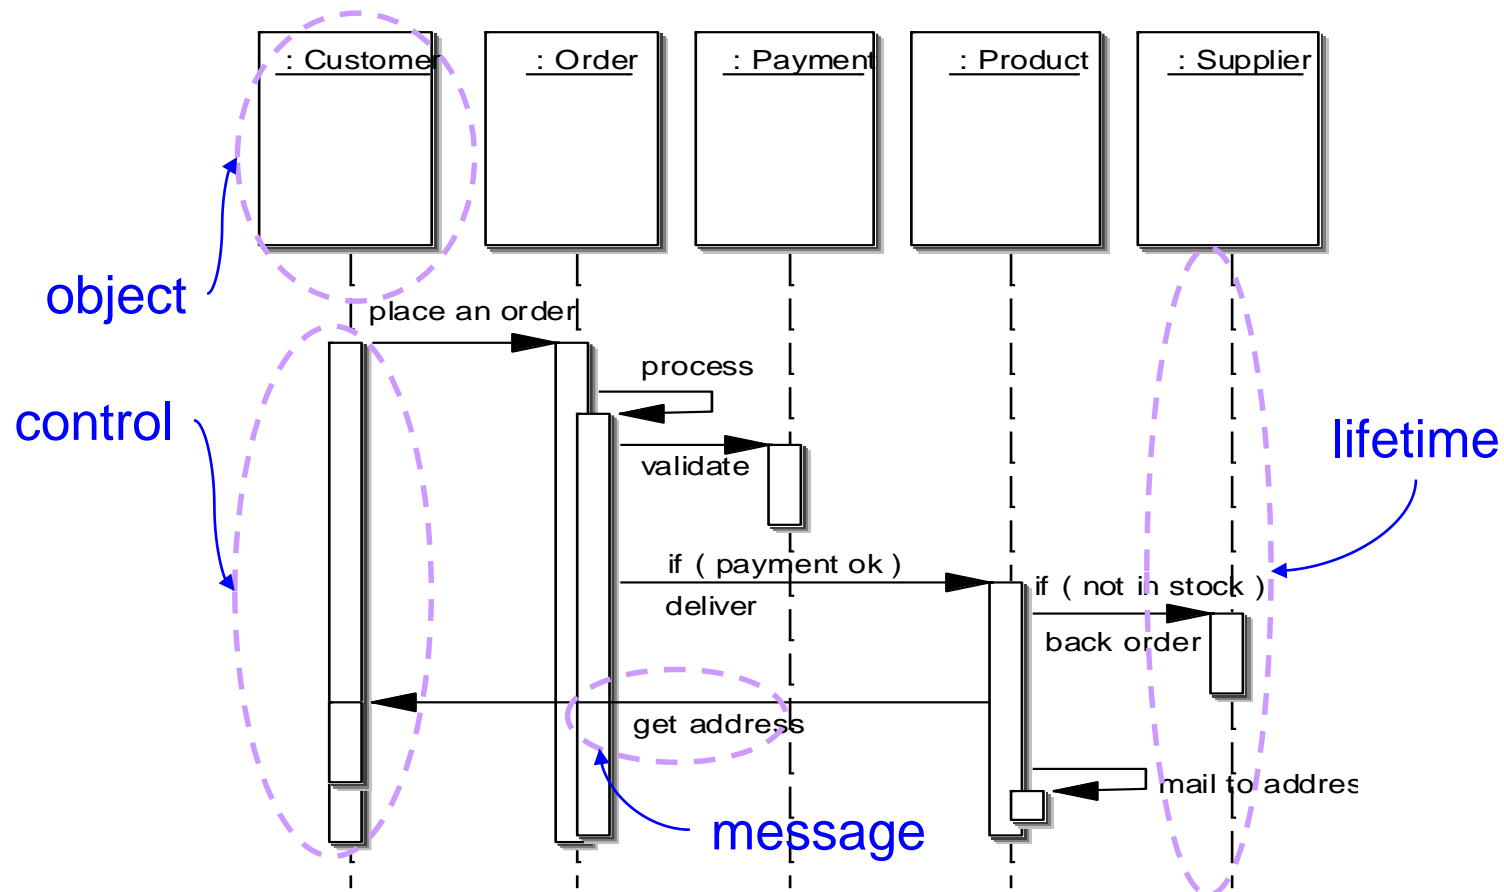 : Customer
: Order
: Payment
: Product
: Supplier
object
place an order
process
control
lifetime
validate
if ( payment ok )
if ( not in stock )
deliver
back order
get address
mail to addres
message